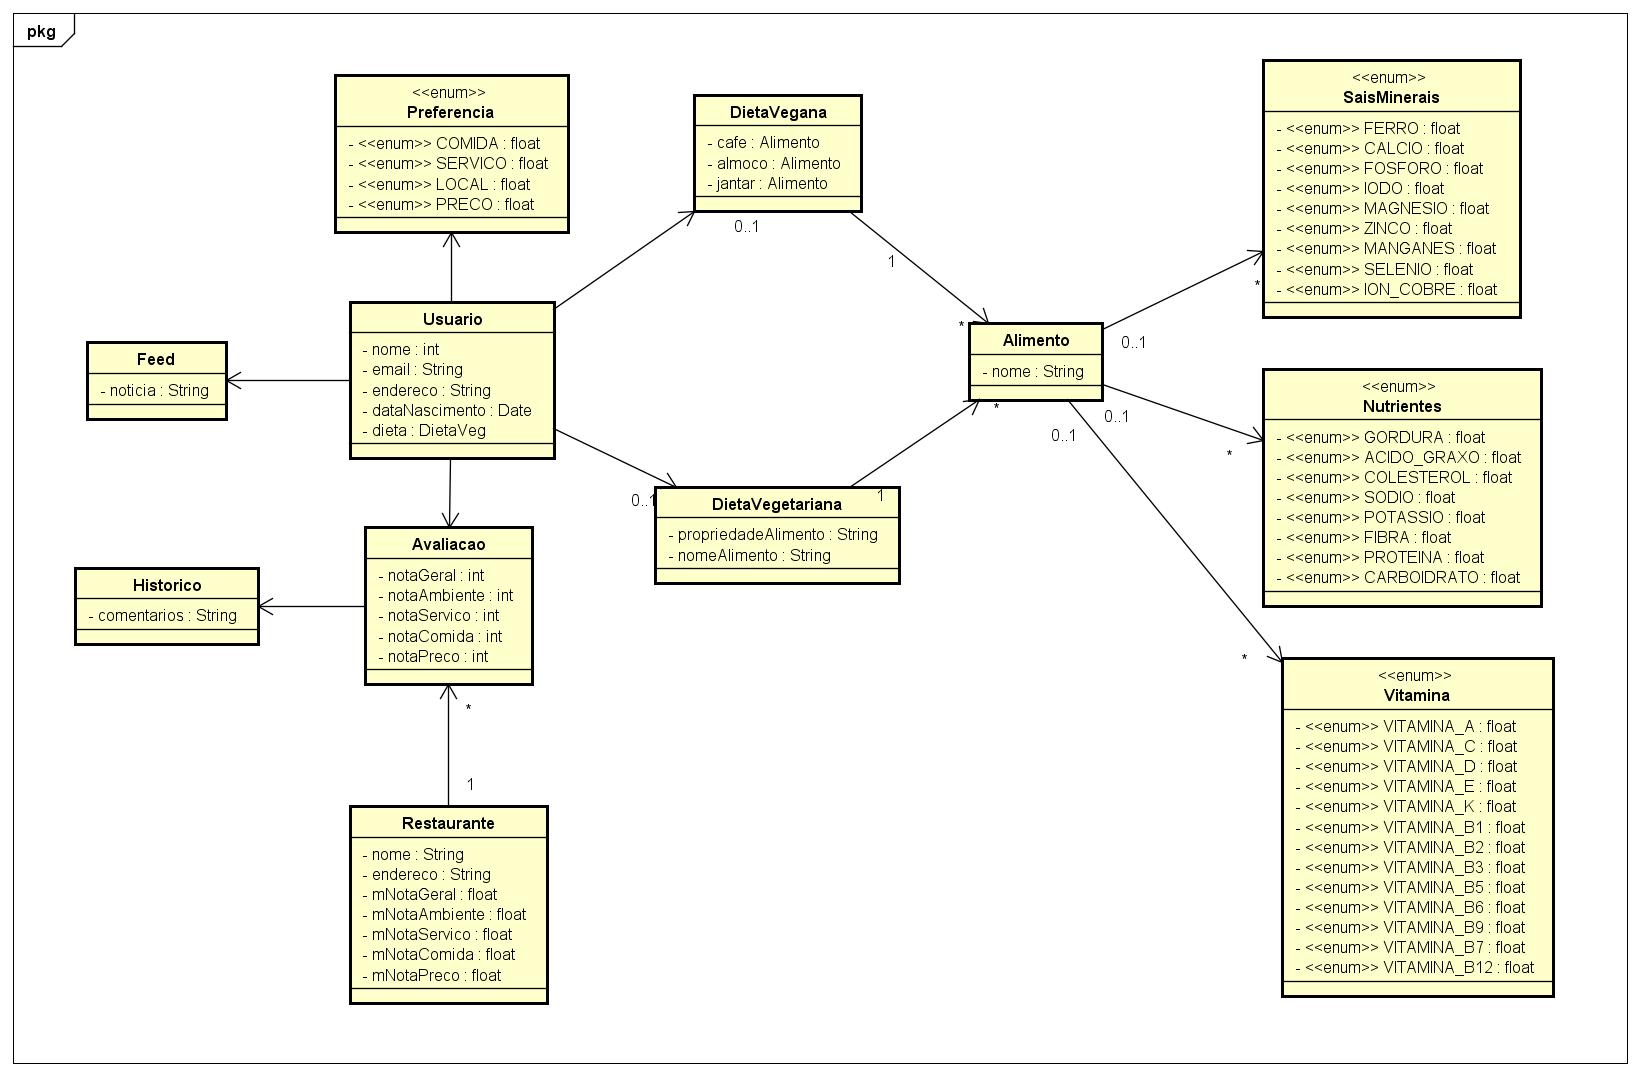 pkg
<<enum>>
Preferencia
- <<enum>> COMIDA : float
- <<enum>> SERVICO : float
- <<enum>> LOCAL : float
- <<enum>> PRECO : float
DietaVegana
- cafe : Alimento
- almoco : Alimento
- jantar : Alimento
0..1
1
<<enum>>
SaisMinerais
- <<enum>> FERRO : float
- <<enum>> CALCIO : float
- <<enum>> FOSFORO : float
- <<enum>> IODO : float
- <<enum>> MAGNESIO : float
- <<enum>> ZINCO : float
- <<enum>> MANGANES : float
- <<enum>> SELENIO : float
- <<enum>> ION_COBRE : float
*
Usuario
- nome : int
- email : String
- endereco : String
- dataNascimento : Date
- dieta : DietaVeg
Feed
- noticia : String
*
Alimento
- nome : String
*
0..1
0..1
0..1
<<enum>>
Nutrientes
- <<enum>> GORDURA : float
- <<enum>> ACIDO_GRAXO : float
- <<enum>> COLESTEROL : float
- <<enum>> SODIO : float
- <<enum>> POTASSIO : float
- <<enum>> FIBRA : float
- <<enum>> PROTEINA : float
- <<enum>> CARBOIDRATO : float
*
0..1
1
DietaVegetariana
- propriedadeAlimento : String
- nomeAlimento : String
Avaliacao
- notaGeral : int
- notaAmbiente : int
- notaServico : int
- notaComida : int
- notaPreco : int
Historico
- comentarios : String
*
1
*
<<enum>>
Vitamina
- <<enum>> VITAMINA_A : float
- <<enum>> VITAMINA_C : float
- <<enum>> VITAMINA_D : float
- <<enum>> VITAMINA_E : float
- <<enum>> VITAMINA_K : float
- <<enum>> VITAMINA_B1 : float
- <<enum>> VITAMINA_B2 : float
- <<enum>> VITAMINA_B3 : float
- <<enum>> VITAMINA_B5 : float
- <<enum>> VITAMINA_B6 : float
- <<enum>> VITAMINA_B9 : float
- <<enum>> VITAMINA_B7 : float
- <<enum>> VITAMINA_B12 : float
Restaurante
- nome : String
- endereco : String
- mNotaGeral : float
- mNotaAmbiente : float
- mNotaServico : float
- mNotaComida : float
- mNotaPreco : float